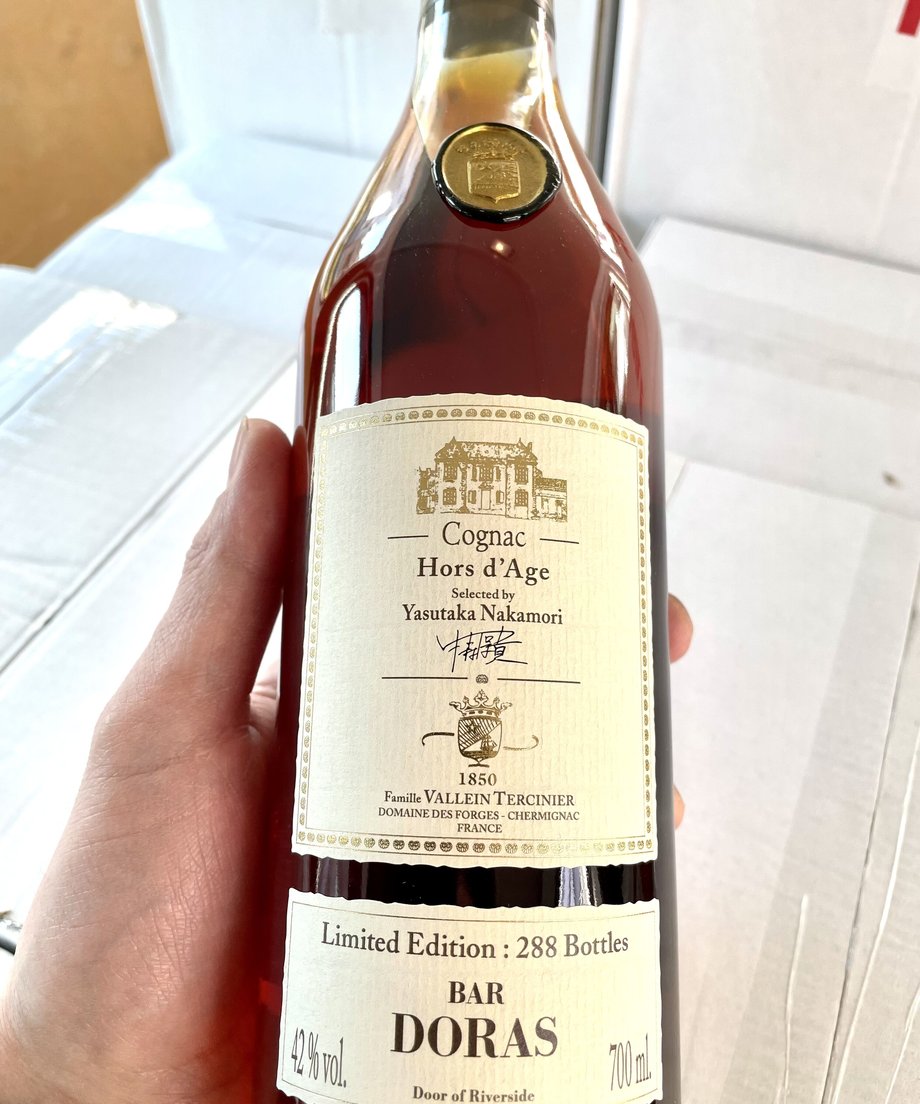 Cognac
Hors d'Age
Selected by
Yasutaka Nakamori
1850
Famille VALLEIN TERCINIER
DOMAINE DES FORGES - CHERMIGNAC
FRANCE
Limited Edition : 288 Bottles
BAR
DORAS
42 % vol.
700 ml.
Door of Riverside